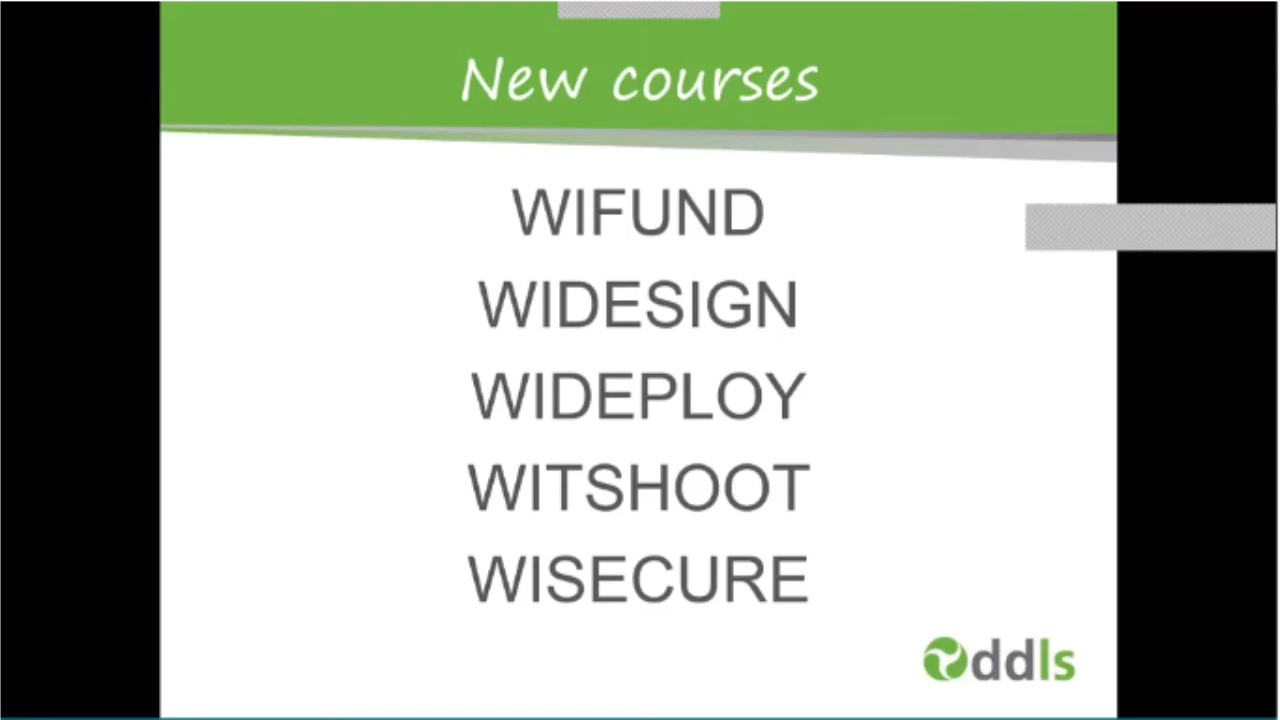 New courses
WIFUND
WIDESIGN
WIDEPLOY
WITSHOOT
WISECURE
ddls